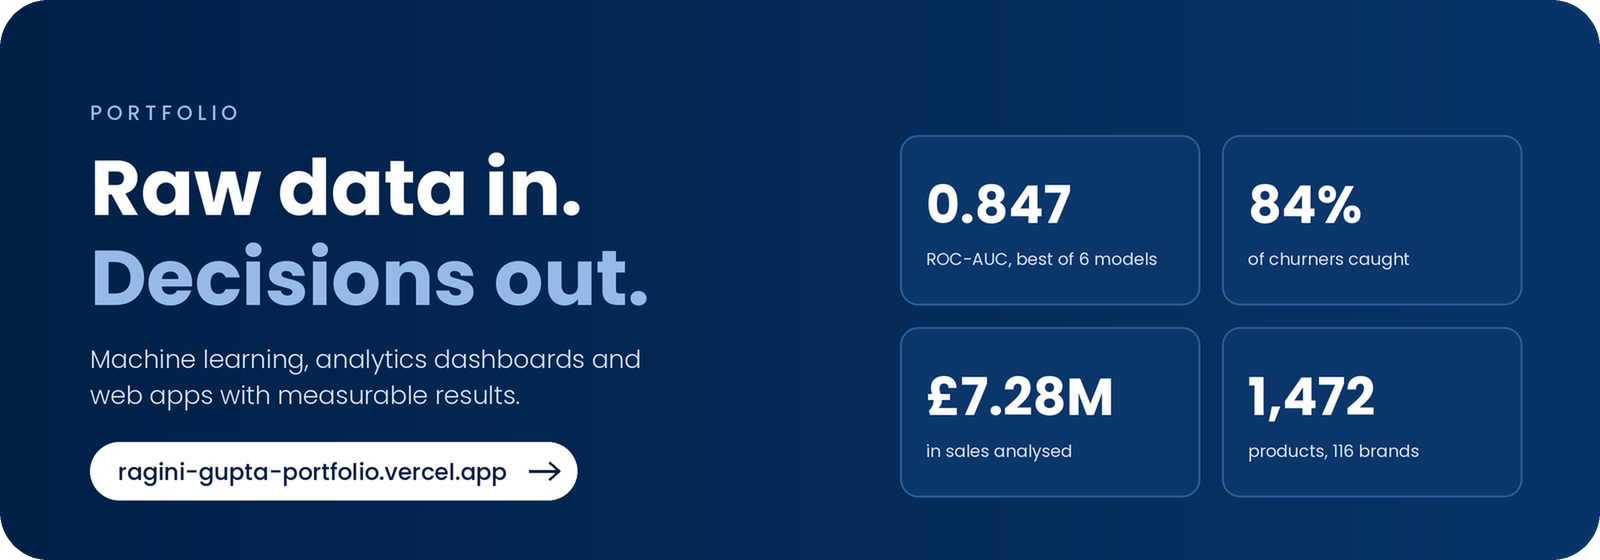 PORTFOLIO
Raw data in.
Decisions out.
Machine learning, analytics dashboards and
web apps with measurable results.
ragini-gupta-portfolio.vercel.app →
0.847
ROC-AUC, best of 6 models
84%
of churners caught
£7.28M
in sales analysed
1,472
products, 116 brands